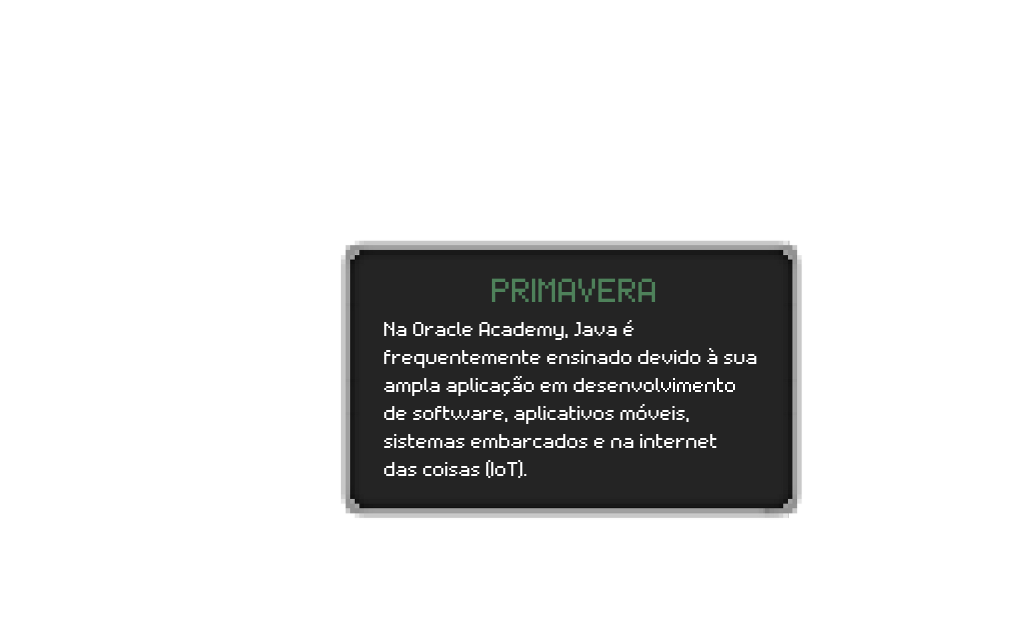 PRIMAVERA
Na Oracle Academy, Java é
frequentemente ensinado devido à sua
ampla aplicação em desenvolvimento
de software, aplicativos móveis,
sistemas embarcados e na internet
das coisas (IoT).